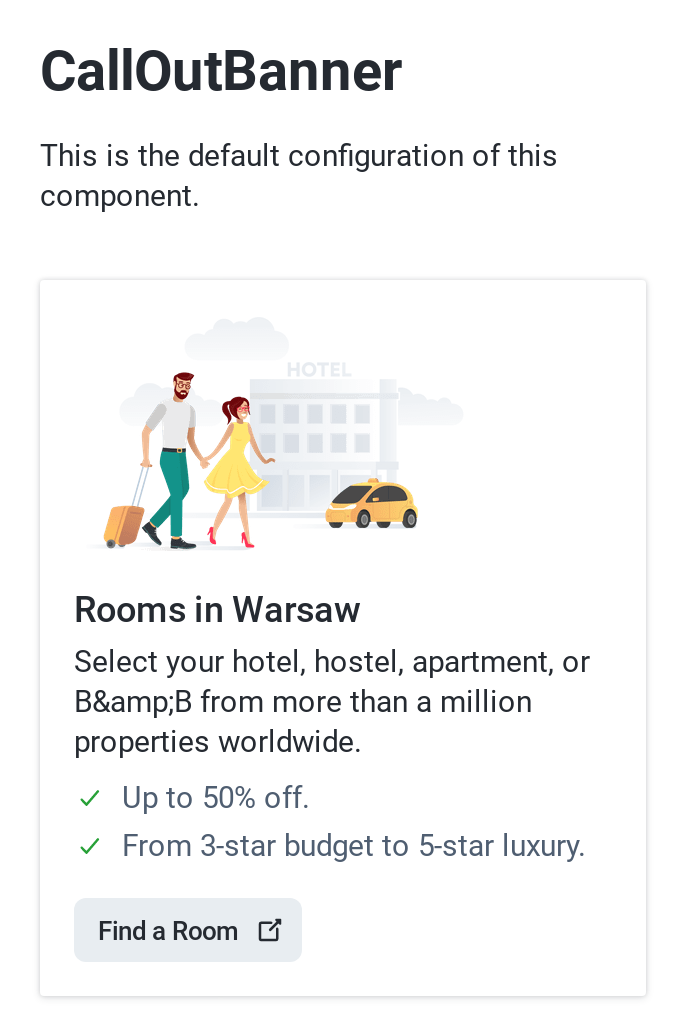 CallOutBanner
This is the default configuration of this
component.
HOTEL
Rooms in Warsaw
Select your hotel, hostel, apartment, or
B&amp;B from more than a million
properties worldwide.
Up to 50% off.
From 3-star budget to 5-star luxury.
Find a Room